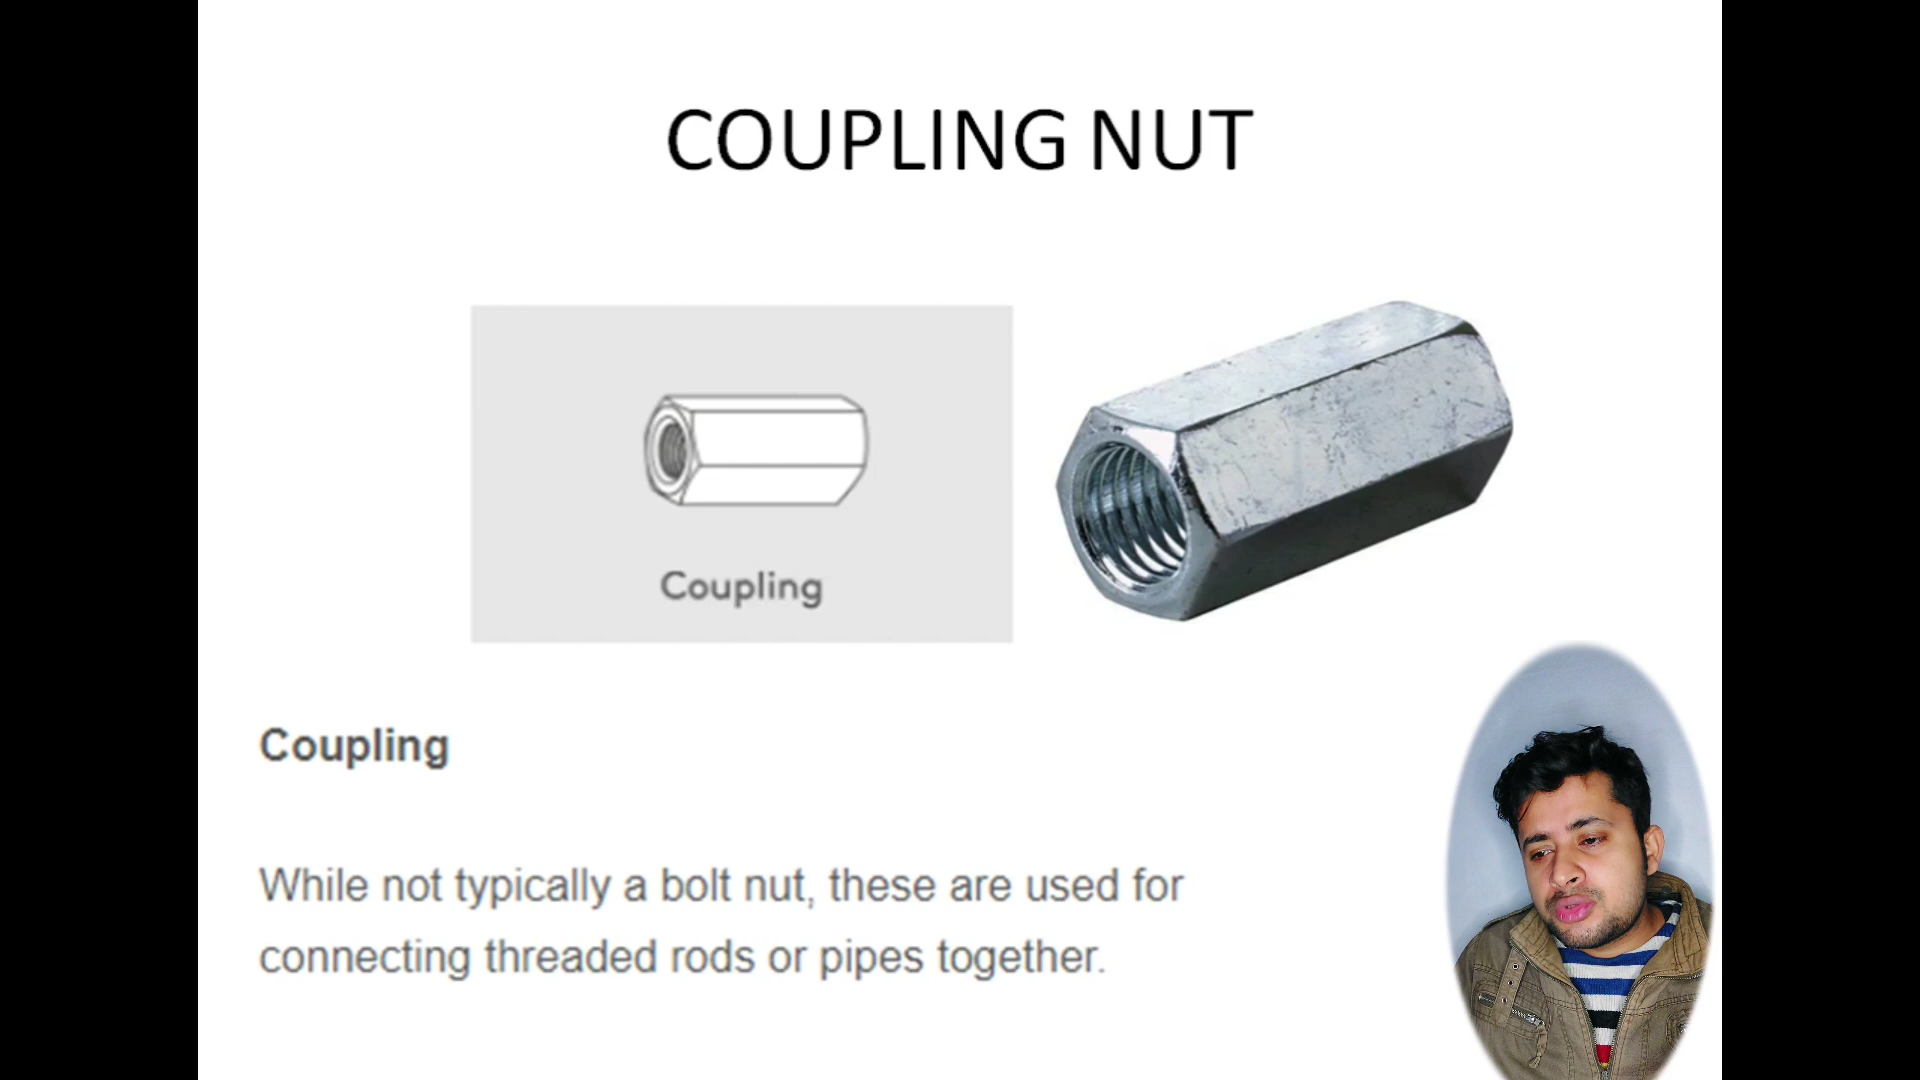 COUPLING NUT
Coupling
Coupling
While not typically a bolt nut, these are used for
connecting threaded rods or pipes together.